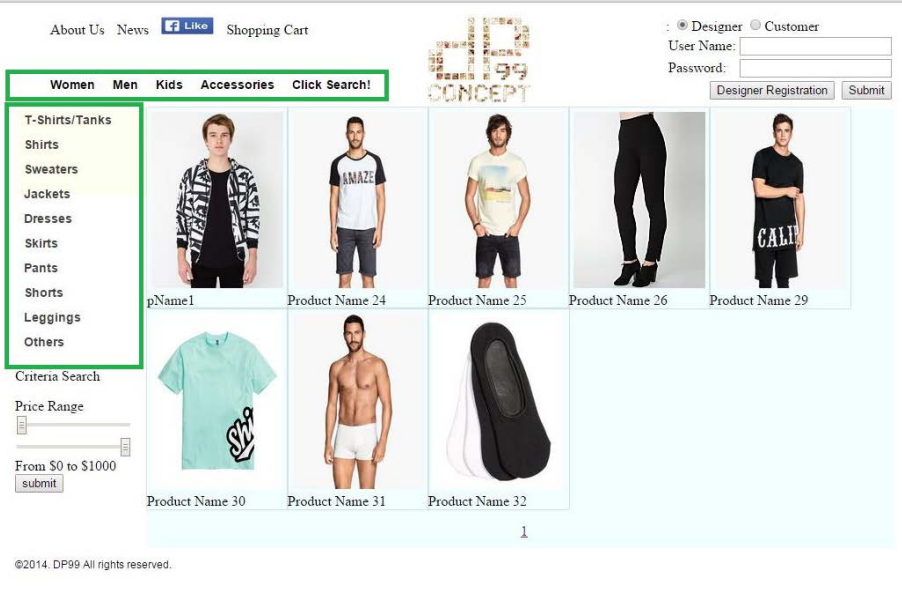 About Us News Like Shopping Cart
: Designer Customer
User Name:
Password:
Designer Registration Submit
dP99
CONCEPT
Women Men Kids Accessories Click Search!
T-Shirts/Tanks
Shirts
Sweaters
Jackets
Dresses
Skirts
Pants
Shorts
Leggings
Others
Criteria Search
Price Range
From $0 to $1000
submit
AMAZE
CALIF
pName1 Product Name 24 Product Name 25 Product Name 26 Product Name 29
Product Name 30 Product Name 31 Product Name 32
1
©2014. DP99 All rights reserved.